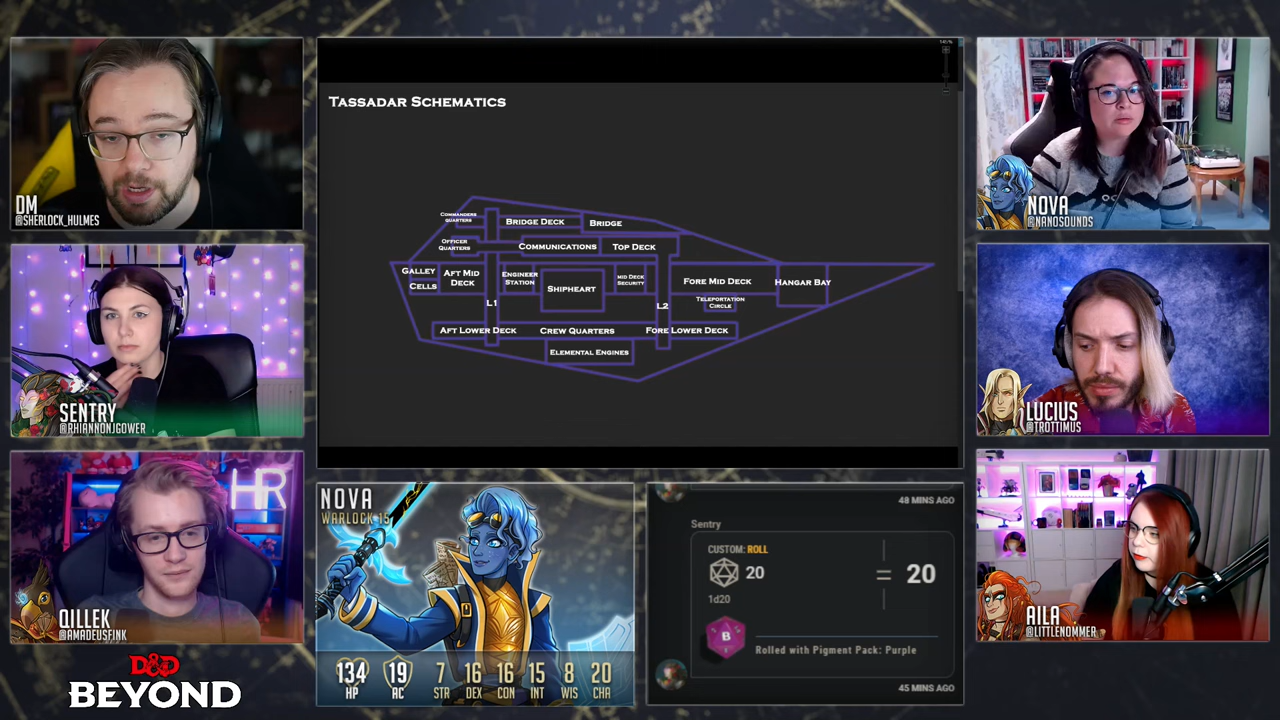 DM
@SHERLOCK_HULMES
TASSADAR SCHEMATICS
COMMANDERS
QUARTERS
BRIDGE DECK
BRIDGE
OFFICER
QUARTERS
COMMUNICATIONS
TOP DECK
GALLEY
CELLS
AFT MID
DECK
ENGINEER
STATION
SHIPHEART
MID DECK
SECURITY
FORE MID DECK
HANGAR BAY
TELEPORTATION
CIRCLE
L1
L2
AFT LOWER DECK
CREW QUARTERS
FORE LOWER DECK
ELEMENTAL ENGINES
NOVA
@NANOSOUNDS
SENTRY
@RHIANNONJGOWER
LUCIUS
@TROTTIMUS
HR
QILLEK
@AMADEUSFINK
AILA
@LITTLENOMMER
D&D
BEYOND
NOVA
WARLOCK 15
134 19 7 16 16 15 8 20
HP AC STR DEX CON INT WIS CHA
48 MINS AGO
Sentry
CUSTOM: ROLL
20 = 20
1d20
B
Rolled with Pigment Pack: Purple
45 MINS AGO